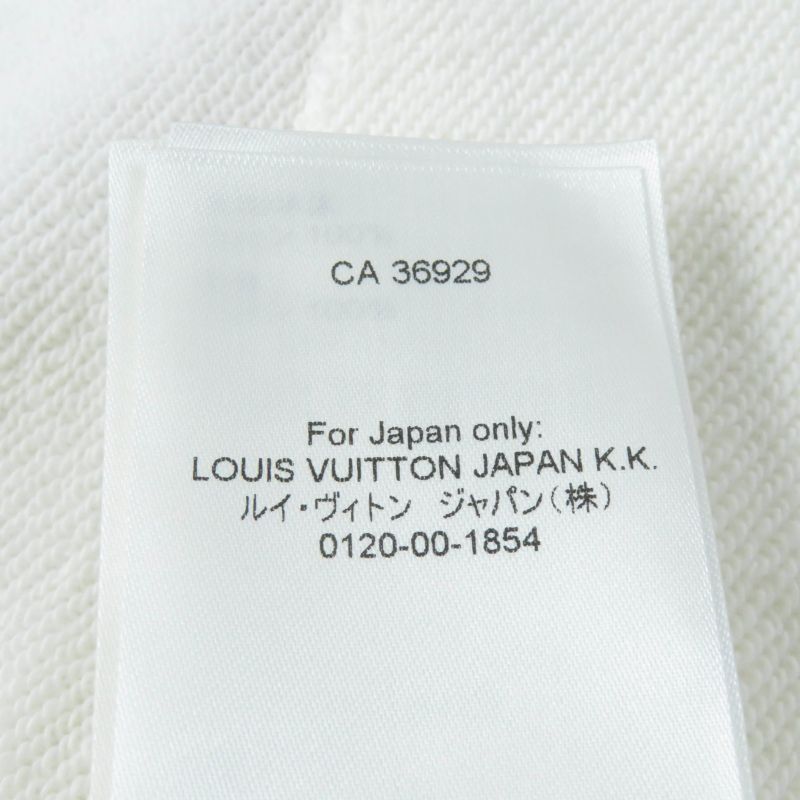 CA 36929
For Japan only:
LOUIS VUITTON JAPAN K.K.
ルイ・ヴィトン ジャパン(株)
0120-00-1854